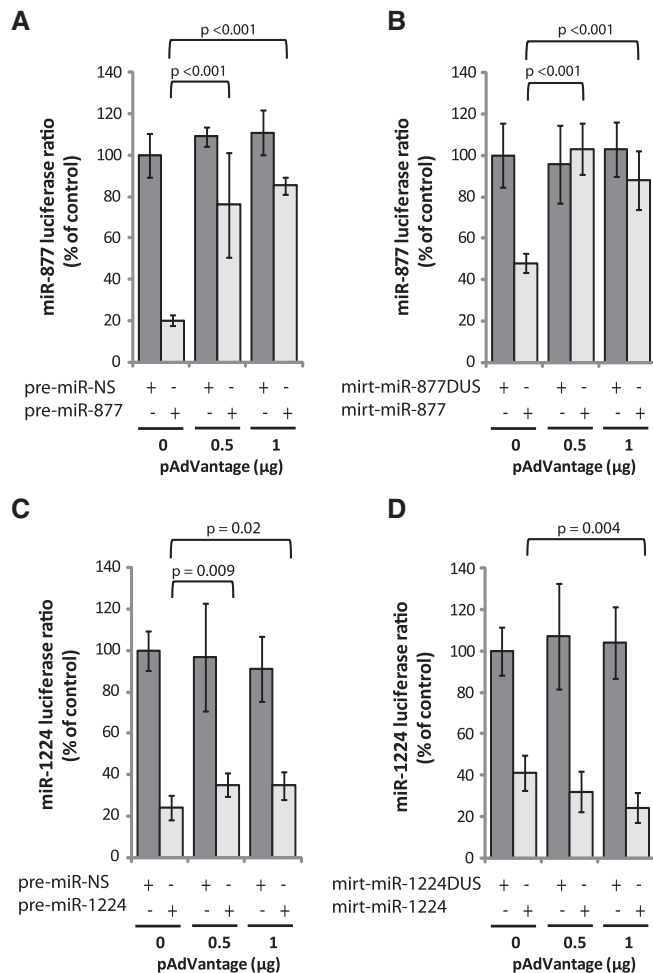 A
p <0.001
p <0.001
miR-877 luciferase ratio
(% of control)
140
120
100
80
60
40
20
0
pre-miR-NS + - + - + -
pre-miR-877 - + - + - +
0 0.5 1
pAdVantage (µg)
B
p <0.001
p <0.001
miR-877 luciferase ratio
(% of control)
140
120
100
80
60
40
20
0
mirt-miR-877DUS + - + - + -
mirt-miR-877 - + - + - +
0 0.5 1
pAdVantage (µg)
C
p = 0.02
p = 0.009
miR-1224 luciferase ratio
(% of control)
140
120
100
80
60
40
20
0
pre-miR-NS + - + - + -
pre-miR-1224 - + - + - +
0 0.5 1
pAdVantage (µg)
D
p = 0.004
miR-1224 luciferase ratio
(% of control)
140
120
100
80
60
40
20
0
mirt-miR-1224DUS + - + - + -
mirt-miR-1224 - + - + - +
0 0.5 1
pAdVantage (µg)